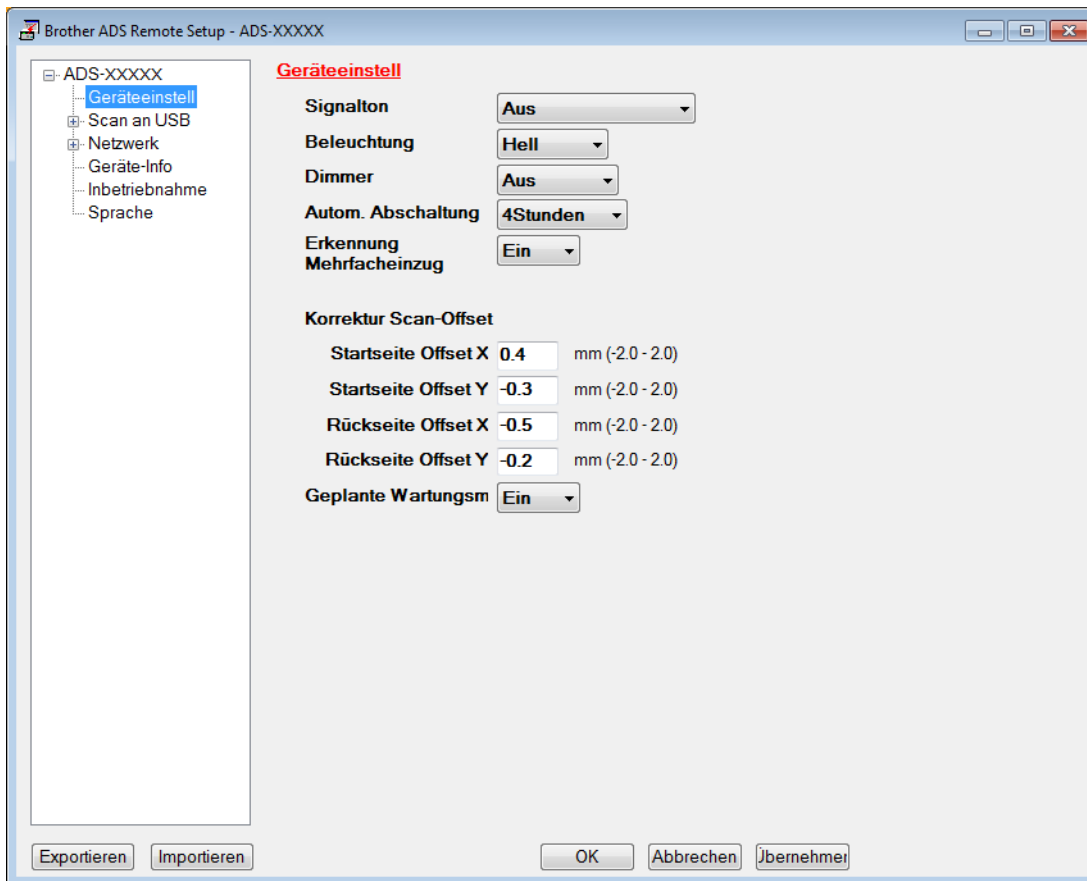 Brother ADS Remote Setup - ADS-XXXXX
ADS-XXXXX
Geräteeinstell
Scan an USB
Netzwerk
Geräte-Info
Inbetriebnahme
Sprache
Geräteeinstell
Signalton Aus
Beleuchtung Hell
Dimmer Aus
Autom. Abschaltung 4Stunden
Erkennung
Mehrfacheinzug Ein
Korrektur Scan-Offset
Startseite Offset X 0.4 mm (-2.0 - 2.0)
Startseite Offset Y -0.3 mm (-2.0 - 2.0)
Rückseite Offset X -0.5 mm (-2.0 - 2.0)
Rückseite Offset Y -0.2 mm (-2.0 - 2.0)
Geplante Wartungsm Ein
Exportieren Importieren OK Abbrechen Übernehmer